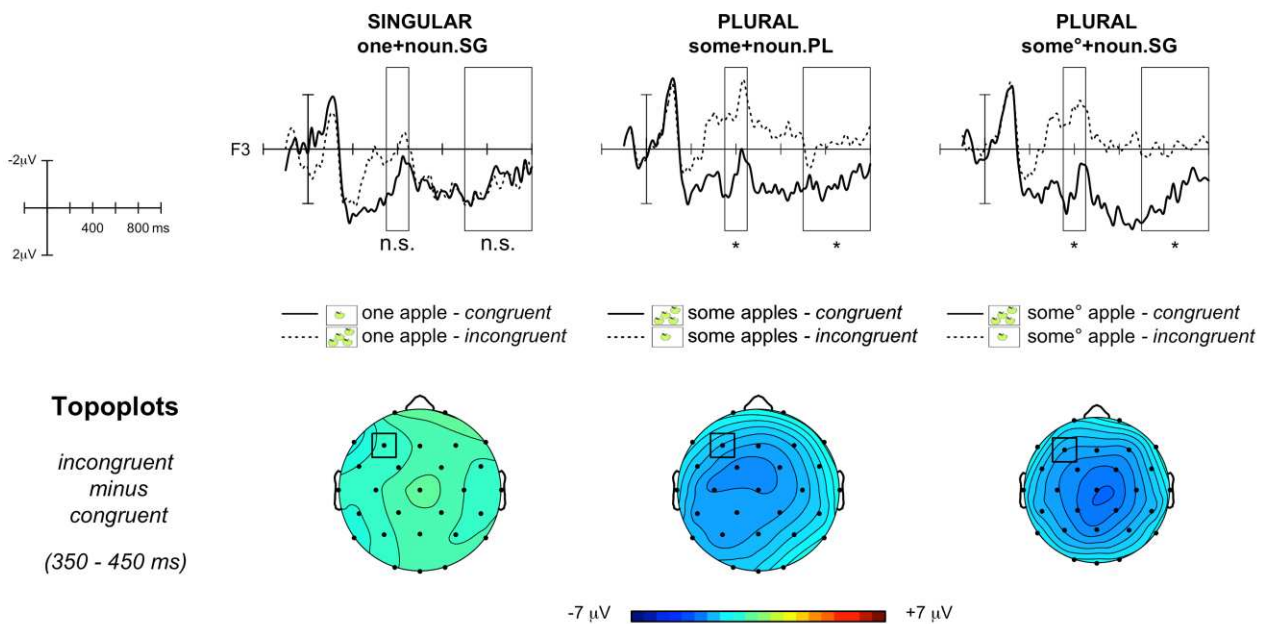 SINGULAR
one+noun.SG
PLURAL
some+noun.PL
PLURAL
some°+noun.SG
F3
-2µV
400
800 ms
2µV
n.s.
n.s.
*
*
*
*
one apple - congruent
one apple - incongruent
some apples - congruent
some apples - incongruent
some° apple - congruent
some° apple - incongruent
Topoplots
incongruent
minus
congruent
(350 - 450 ms)
-7 µV
+7 µV